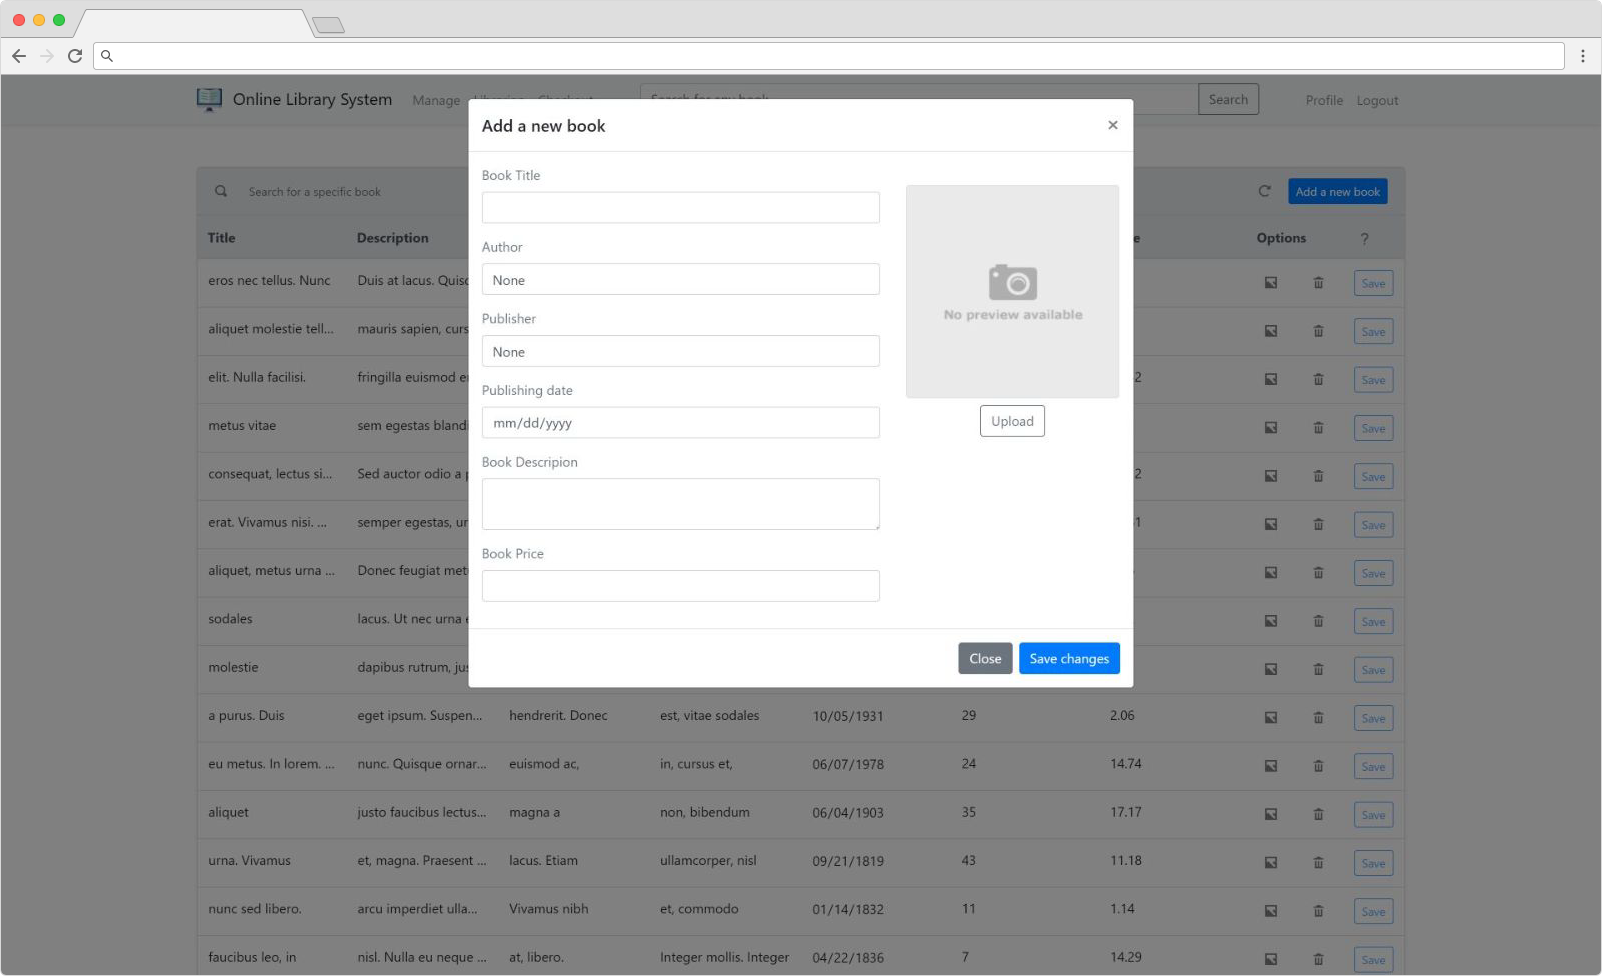 Online Library System Manage Librarian Checkout Search for any book Search Profile Logout
Add a new book ×
Book Title
Author
None
Publisher
None
Publishing date
mm/dd/yyyy
Book Descripion
Book Price
No preview available
Upload
Close Save changes
Search for a specific book Add a new book
Title Description e Options ?
eros nec tellus. Nunc Duis at lacus. Quisc Save
aliquet molestie tell... mauris sapien, curs Save
elit. Nulla facilisi. fringilla euismod e 2 Save
metus vitae sem egestas blandi Save
consequat, lectus si... Sed auctor odio a p 2 Save
erat. Vivamus nisi. ... semper egestas, ur 1 Save
aliquet, metus urna ... Donec feugiat met Save
sodales lacus. Ut nec urna e Save
molestie dapibus rutrum, jus Save
a purus. Duis eget ipsum. Suspen... hendrerit. Donec est, vitae sodales 10/05/1931 29 2.06 Save
eu metus. In lorem. ... nunc. Quisque ornar... euismod ac, in, cursus et, 06/07/1978 24 14.74 Save
aliquet justo faucibus lectus... magna a non, bibendum 06/04/1903 35 17.17 Save
urna. Vivamus et, magna. Praesent ... lacus. Etiam ullamcorper, nisl 09/21/1819 43 11.18 Save
nunc sed libero. arcu imperdiet ulla... Vivamus nibh et, commodo 01/14/1832 11 1.14 Save
faucibus leo, in nisl. Nulla eu neque ... at, libero. Integer mollis. Integer 04/22/1836 7 14.29 Save